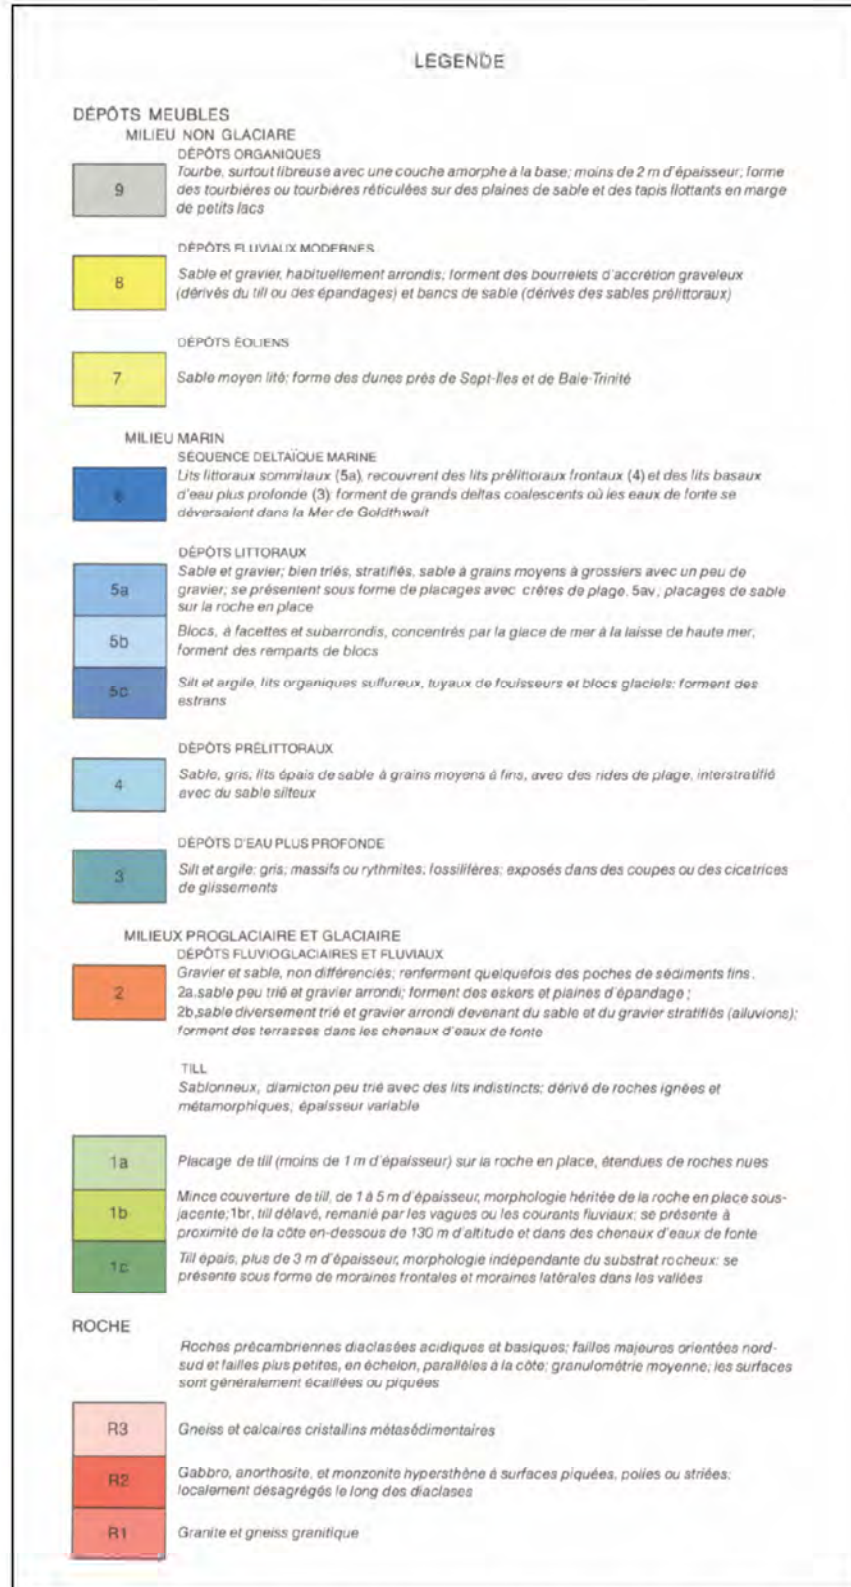 LÉGENDE
DÉPÔTS MEUBLES
MILIEU NON GLACIARE
DÉPÔTS ORGANIQUES
9
Tourbe, surtout fibreuse avec une couche amorphe à la base; moins de 2 m d'épaisseur; forme
des tourbières ou tourbières réticulées sur des plaines de sable et des tapis flottants en marge
de petits lacs
DÉPÔTS FLUVIAUX MODERNES
8
Sable et gravier, habituellement arrondis; forment des bourrelets d'accrétion graveleux
(dérivés du till ou des épandages) et bancs de sable (dérivés des sables prélittoraux)
DÉPÔTS ÉOLIENS
7
Sable moyen lité; forme des dunes près de Sept-Îles et de Baie-Trinité
MILIEU MARIN
SÉQUENCE DELTAÏQUE MARINE
6
Lits littoraux sommitaux (5a), recouvrent des lits prélittoraux frontaux (4) et des lits basaux
d'eau plus profonde (3); forment de grands deltas coalescents où les eaux de fonte se
déversaient dans la Mer de Goldthwait
DÉPÔTS LITTORAUX
5a
Sable et gravier; bien triés, stratifiés, sable à grains moyens à grossiers avec un peu de
gravier; se présentent sous forme de placages avec crêtes de plage, 5av, placages de sable
sur la roche en place
5b
Blocs, à facettes et subarrondis, concentrés par la glace de mer à la laisse de haute mer;
forment des remparts de blocs
5c
Silt et argile, lits organiques sulfureux, tuyaux de fouisseurs et blocs glaciels; forment des
estrans
DÉPÔTS PRÉLITTORAUX
4
Sable, gris, lits épais de sable à grains moyens à fins, avec des rides de plage, interstratifié
avec du sable silteux
DÉPÔTS D'EAU PLUS PROFONDE
3
Silt et argile; gris; massifs ou rythmites; fossilifères; exposés dans des coupes ou des cicatrices
de glissements
MILIEUX PROGLACIAIRE ET GLACIAIRE
DÉPÔTS FLUVIOGLACIAIRES ET FLUVIAUX
2
Gravier et sable, non différenciés; renferment quelquefois des poches de sédiments fins.
2a,sable peu trié et gravier arrondi; forment des eskers et plaines d'épandage;
2b,sable diversement trié et gravier arrondi devenant du sable et du gravier stratifiés (alluvions);
forment des terrasses dans les chenaux d'eaux de fonte
TILL
Sablonneux, diamicton peu trié avec des lits indistincts; dérivé de roches ignées et
métamorphiques; épaisseur variable
1a
Placage de till (moins de 1 m d'épaisseur) sur la roche en place, étendues de roches nues
1b
Mince couverture de till, de 1 à 5 m d'épaisseur, morphologie héritée de la roche en place sous-
jacente;1br, till délavé, remanié par les vagues ou les courants fluviaux; se présente à
proximité de la côte en-dessous de 130 m d'altitude et dans des chenaux d'eaux de fonte
1c
Till épais, plus de 3 m d'épaisseur, morphologie indépendante du substrat rocheux; se
présente sous forme de moraines frontales et moraines latérales dans les vallées
ROCHE
Roches précambriennes diaclasées acidiques et basiques; failles majeures orientées nord-
sud et failles plus petites, en échelon, parallèles à la côte; granulométrie moyenne; les surfaces
sont généralement écaillées ou piquées
R3
Gneiss et calcaires cristallins métasédimentaires
R2
Gabbro, anorthosite, et monzonite hypersthène à surfaces piquées, polies ou striées;
localement désagrégés le long des diaclases
R1
Granite et gneiss granitique